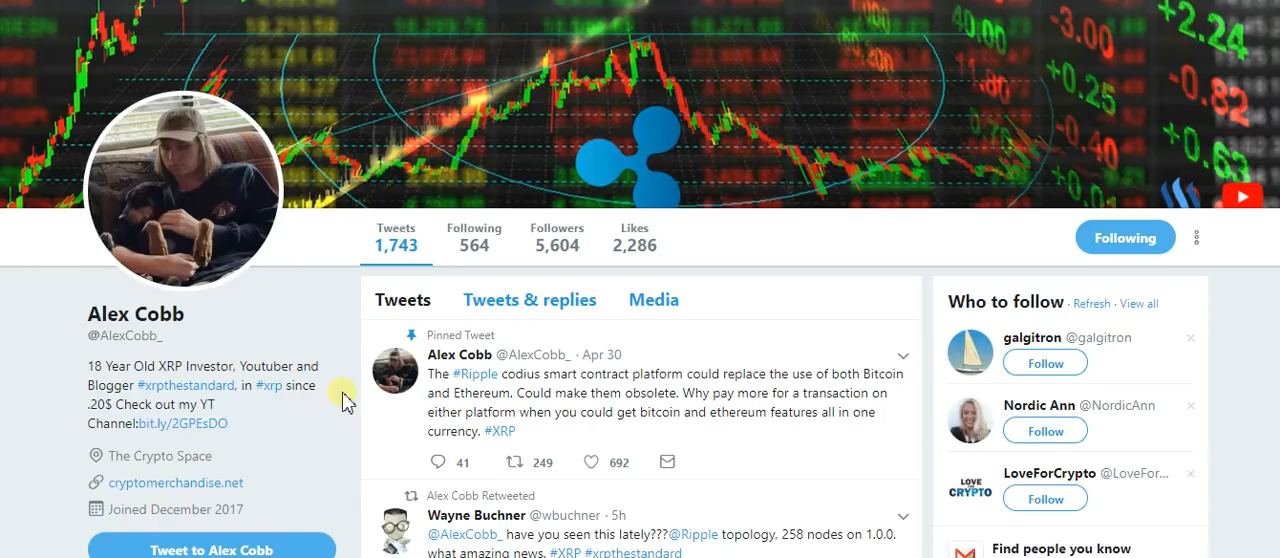 40.00
-3.00
+2.24
11.80
+0.25
-0.82
-0.40
+0.63
Tweets Following Followers Likes
1,743 564 5,604 2,286
Following
Alex Cobb
@AlexCobb_
18 Year Old XRP Investor, Youtuber and
Blogger #xrpthestandard, in #xrp since
.20$ Check out my YT
Channel:bit.ly/2GPEsDO
The Crypto Space
cryptomerchandise.net
Joined December 2017
Tweet to Alex Cobb
Tweets Tweets & replies Media
Pinned Tweet
Alex Cobb @AlexCobb_ · Apr 30
The #Ripple codius smart contract platform could replace the use of both Bitcoin
and Ethereum. Could make them obsolete. Why pay more for a transaction on
either platform when you could get bitcoin and ethereum features all in one
currency. #XRP
41 249 692
Alex Cobb Retweeted
Wayne Buchner @wbuchner · 5h
@AlexCobb_ have you seen this lately???@Ripple topology, 258 nodes on 1.0.0.
what amazing news. #XRP #xrpthestandard
Who to follow · Refresh · View all
galgitron @galgitron
Follow
Nordic Ann @NordicAnn
Follow
LOVE CRYPTO
LoveForCrypto @LoveFor...
Follow
Find people you know